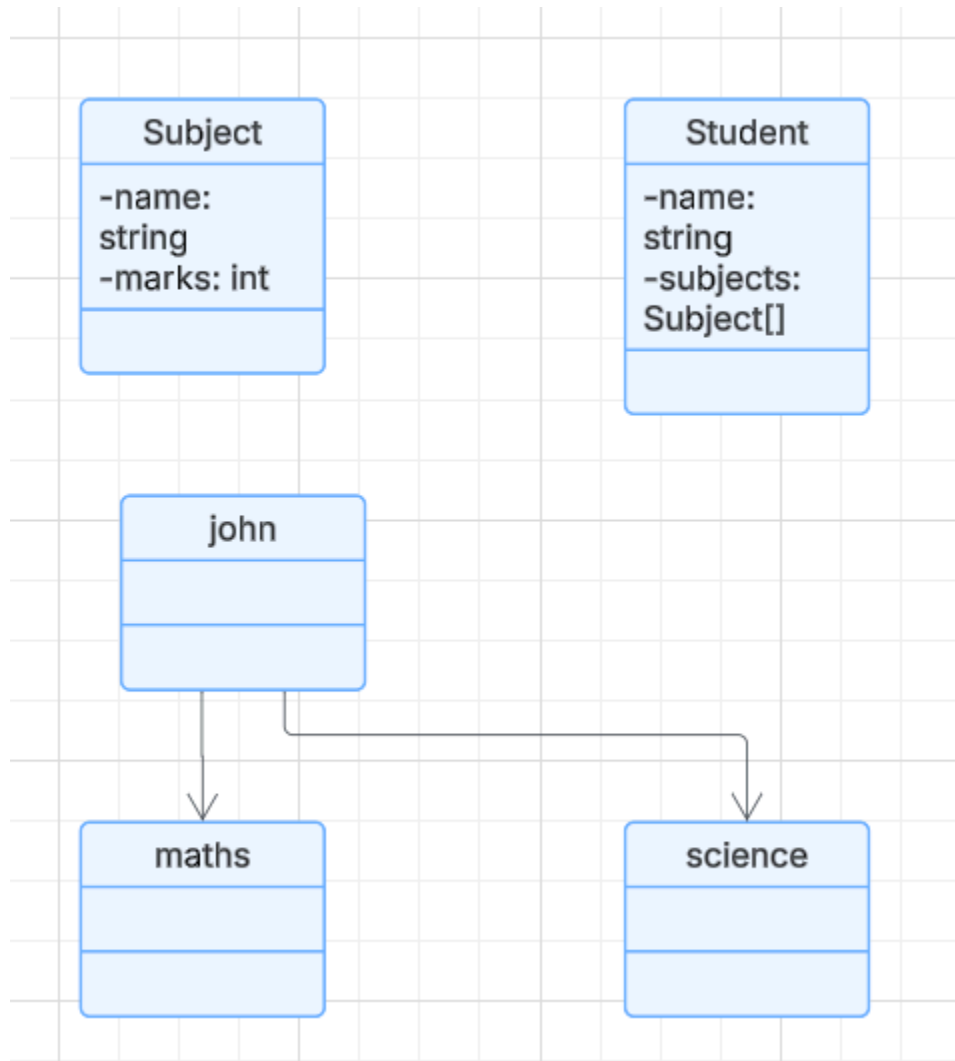 Subject
-name:
string
-marks: int
Student
-name:
string
-subjects:
Subject[]
john
maths
science